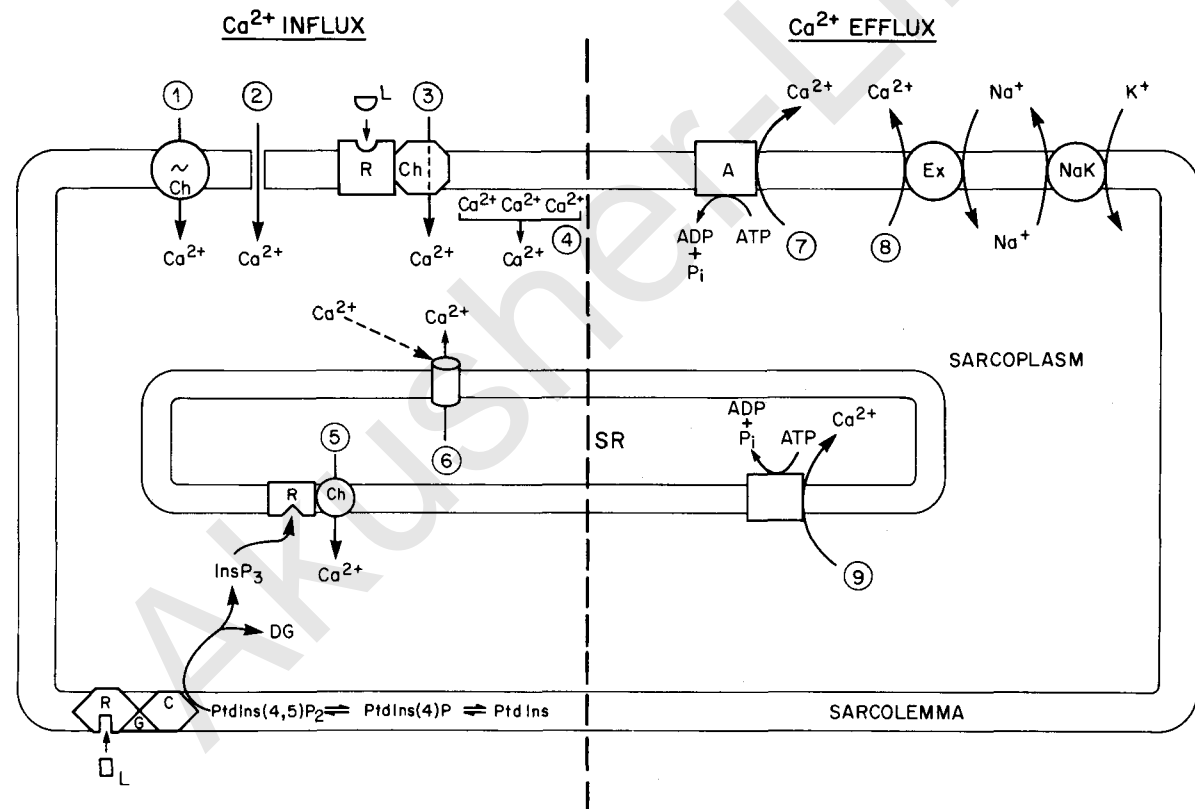 Ca²⁺ INFLUX
Ca²⁺ EFFLUX
① ② L ③
Ca²⁺ Ca²⁺ Na⁺ K⁺
~ Ch R Ch A Ex NaK
Ca²⁺ Ca²⁺ Ca²⁺
④
Ca²⁺ Ca²⁺ Ca²⁺ Ca²⁺
ADP + Pi ATP ⑦ ⑧ Na⁺
Ca²⁺ Ca²⁺
SARCOPLASM
ADP + Pi ATP Ca²⁺
⑤ ⑥ SR
R Ch
InsP₃ Ca²⁺ ⑨
DG
R G C PtdIns(4,5)P₂ ⇌ PtdIns(4)P ⇌ PtdIns SARCOLEMMA
L